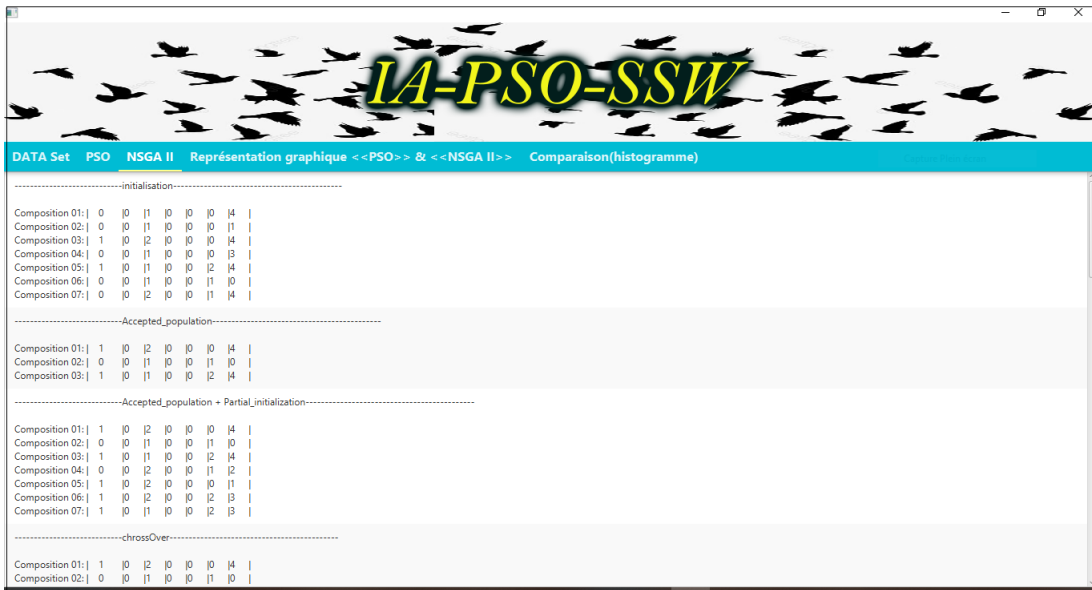 IA-PSO-SSW
DATA Set PSO NSGA II Représentation graphique <<PSO>> & <<NSGA II>> Comparaison(histogramme)
----------------------------initialisation--------------------------------------------
Composition 01:| 0 |0 |1 |0 |0 |0 |4 |
Composition 02:| 0 |0 |1 |0 |0 |0 |1 |
Composition 03:| 1 |0 |2 |0 |0 |0 |4 |
Composition 04:| 0 |0 |1 |0 |0 |0 |3 |
Composition 05:| 1 |0 |1 |0 |0 |2 |4 |
Composition 06:| 0 |0 |1 |0 |0 |1 |0 |
Composition 07:| 0 |0 |2 |0 |0 |1 |4 |
----------------------------Accepted_population--------------------------------------------
Composition 01:| 1 |0 |2 |0 |0 |0 |4 |
Composition 02:| 0 |0 |1 |0 |0 |1 |0 |
Composition 03:| 1 |0 |1 |0 |0 |2 |4 |
----------------------------Accepted_population + Partial_initialization--------------------------------------------
Composition 01:| 1 |0 |2 |0 |0 |0 |4 |
Composition 02:| 0 |0 |1 |0 |0 |1 |0 |
Composition 03:| 1 |0 |1 |0 |0 |2 |4 |
Composition 04:| 0 |0 |2 |0 |0 |1 |2 |
Composition 05:| 1 |0 |2 |0 |0 |0 |1 |
Composition 06:| 1 |0 |2 |0 |0 |2 |3 |
Composition 07:| 1 |0 |1 |0 |0 |2 |3 |
----------------------------chrossOver--------------------------------------------
Composition 01:| 1 |0 |2 |0 |0 |0 |4 |
Composition 02:| 0 |0 |1 |0 |0 |1 |0 |